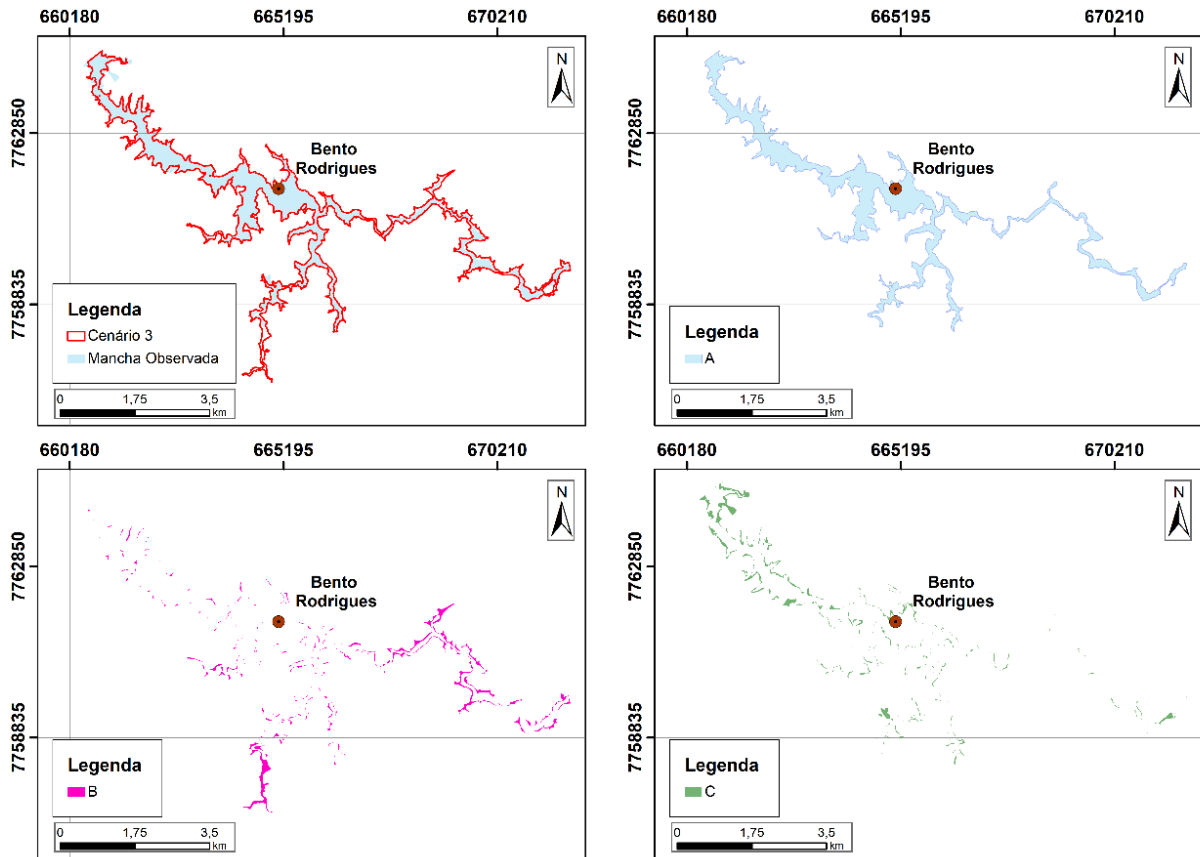 660180 665195 670210
7762850
7758835
N
Bento
Rodrigues
Legenda
Cenário 3
Mancha Observada
0 1,75 3,5
km
660180 665195 670210
7762850
7758835
N
Bento
Rodrigues
Legenda
A
0 1,75 3,5
km
660180 665195 670210
7762850
7758835
N
Bento
Rodrigues
Legenda
B
0 1,75 3,5
km
660180 665195 670210
7762850
7758835
N
Bento
Rodrigues
Legenda
C
0 1,75 3,5
km